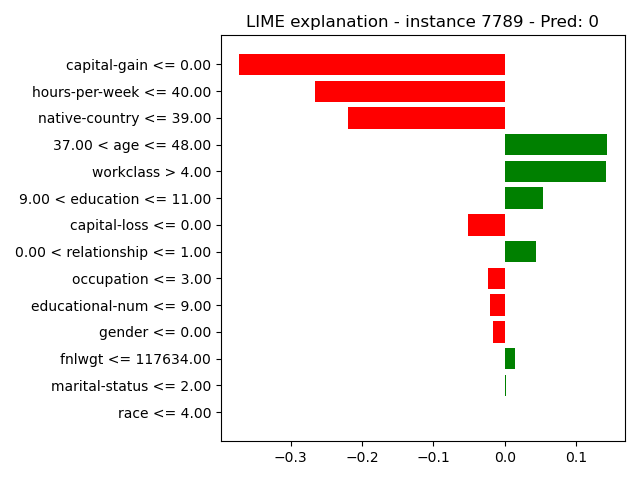 LIME explanation - instance 7789 - Pred: 0
capital-gain <= 0.00
hours-per-week <= 40.00
native-country <= 39.00
37.00 < age <= 48.00
workclass > 4.00
9.00 < education <= 11.00
capital-loss <= 0.00
0.00 < relationship <= 1.00
occupation <= 3.00
educational-num <= 9.00
gender <= 0.00
fnlwgt <= 117634.00
marital-status <= 2.00
race <= 4.00
−0.3 −0.2 −0.1 0.0 0.1